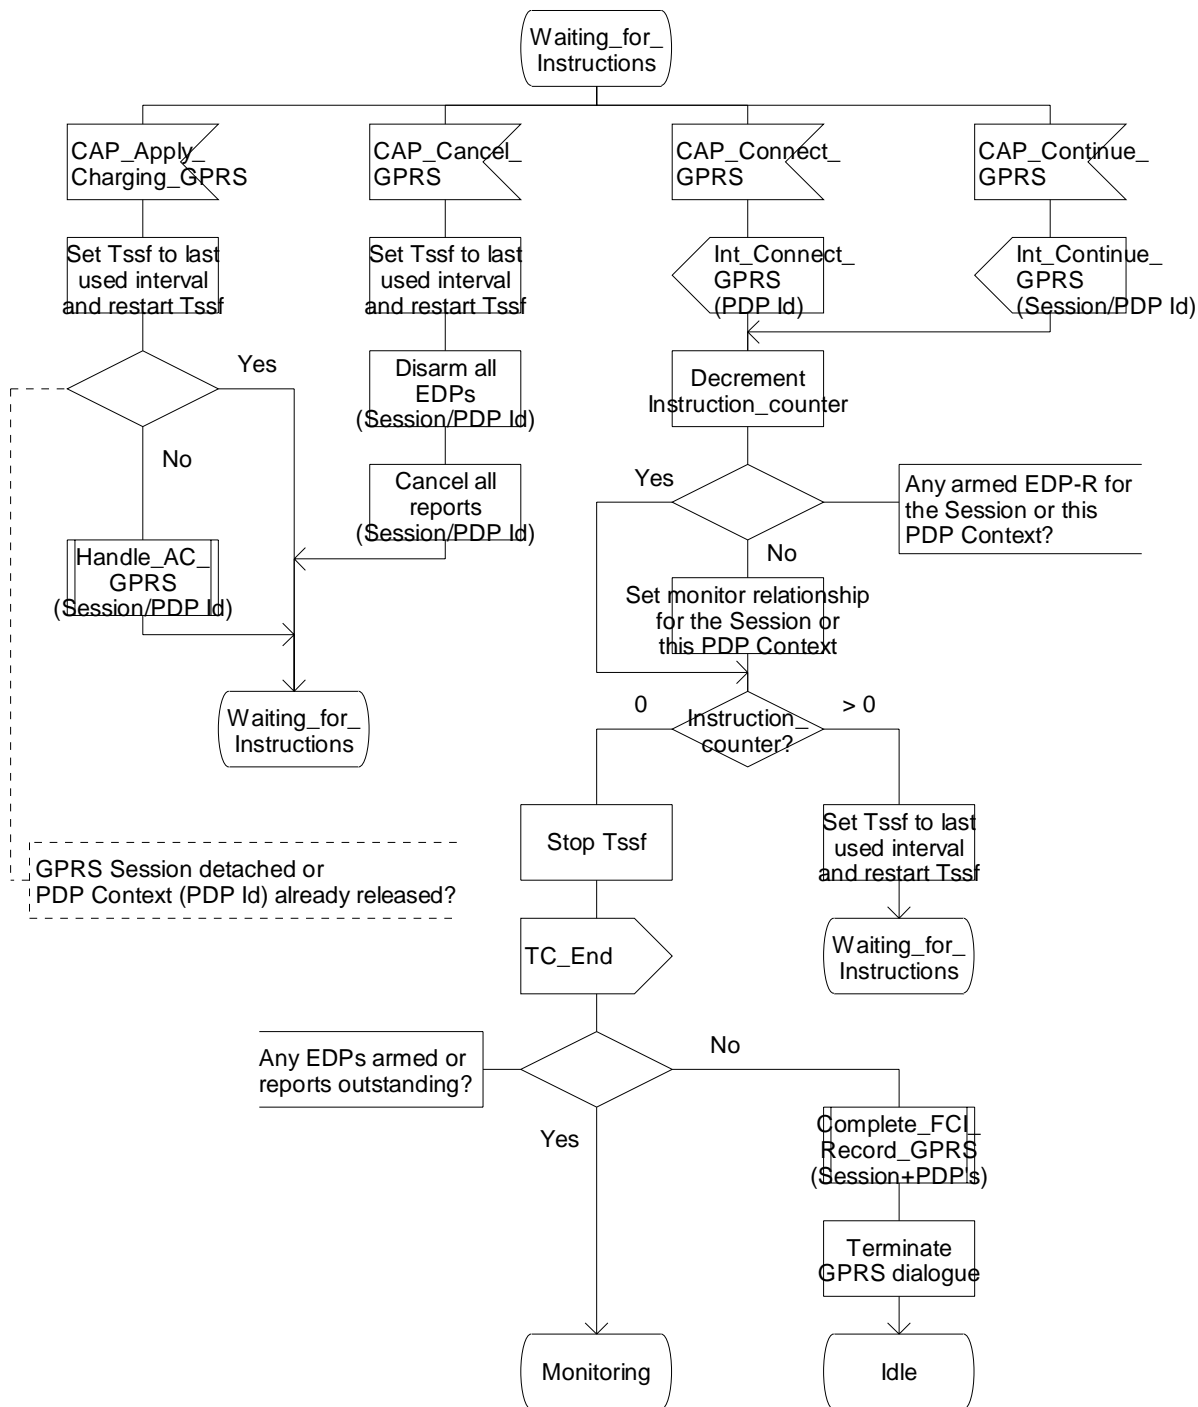 Waiting_for_
Instructions
CAP_Apply_
Charging_GPRS
CAP_Cancel_
GPRS
CAP_Connect_
GPRS
CAP_Continue_
GPRS
Set Tssf to last
used interval
and restart Tssf
Set Tssf to last
used interval
and restart Tssf
Int_Connect_
GPRS
(PDP Id)
Int_Continue_
GPRS
(Session/PDP Id)
Yes
No
Disarm all
EDPs
(Session/PDP Id)
Decrement
Instruction_counter
Cancel all
reports
(Session/PDP Id)
Yes
No
Any armed EDP-R for
the Session or this
PDP Context?
Handle_AC_
GPRS
(Session/PDP Id)
Set monitor relationship
for the Session or
this PDP Context
Waiting_for_
Instructions
0
Instruction_
counter?
> 0
GPRS Session detached or
PDP Context (PDP Id) already released?
Stop Tssf
Set Tssf to last
used interval
and restart Tssf
TC_End
Waiting_for_
Instructions
Any EDPs armed or
reports outstanding?
No
Yes
Complete_FCI_
Record_GPRS
(Session+PDP's)
Terminate
GPRS dialogue
Monitoring
Idle